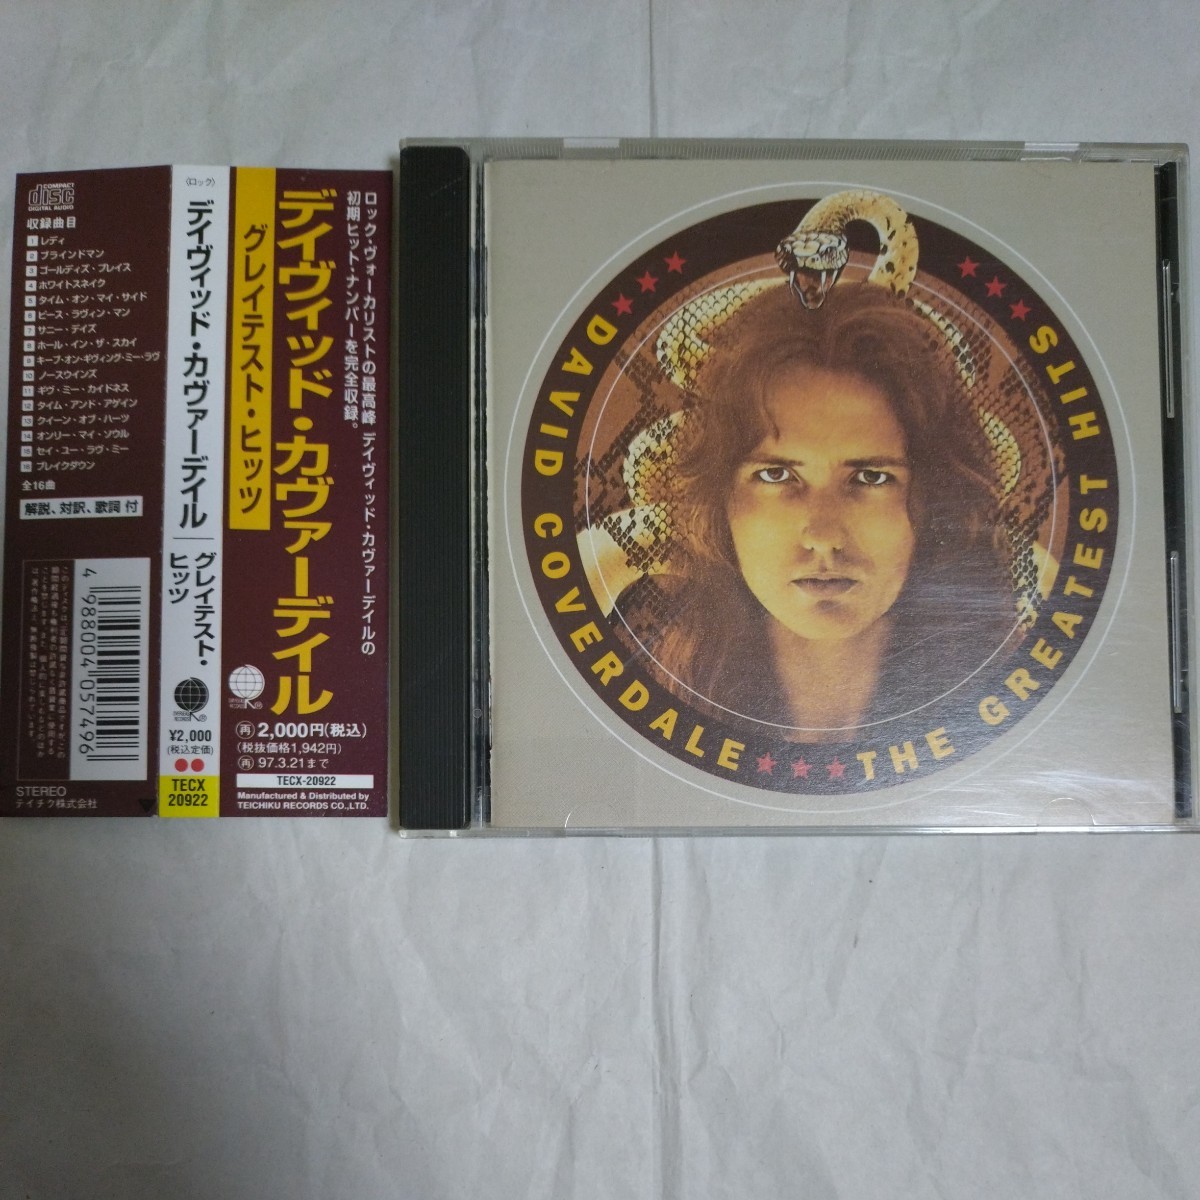 COMPACT
disc
DIGITAL AUDIO
収録曲目
1 レディ
2 ブラインドマン
3 ゴールディズ・プレイス
4 ホワイトスネイク
5 タイム・オン・マイ・サイド
6 ピース・ラヴィン・マン
7 サニー・デイズ
8 ホール・イン・ザ・スカイ
9 キープ・オン・ギヴィング・ミー・ラヴ
10 ノースウインズ
11 ギヴ・ミー・カインドネス
12 タイム・アンド・アゲイン
13 クイーン・オブ・ハーツ
14 オンリー・マイ・ソウル
15 セイ・ユー・ラヴ・ミー
16 ブレイクダウン
全16曲
解説、対訳、歌詞 付
4 988004 057496
STEREO
テイチク株式会社
〈ロック〉
デイヴィッド・カヴァーデイル
グレイテスト・
ヒッツ
¥2,000
(税込定価)
TECX
20922
ロック・ヴォーカリストの最高峰 デイヴィッド・カヴァーデイルの
初期ヒット・ナンバーを完全収録。
デイヴィッド・カヴァーデイル
グレイテスト・ヒッツ
再 2,000円(税込)
(税抜価格1,942円)
再 97.3.21まで
TECX-20922
Manufactured & Distributed by
TEICHIKU RECORDS CO.,LTD.
DAVID COVERDALE
THE GREATEST HITS